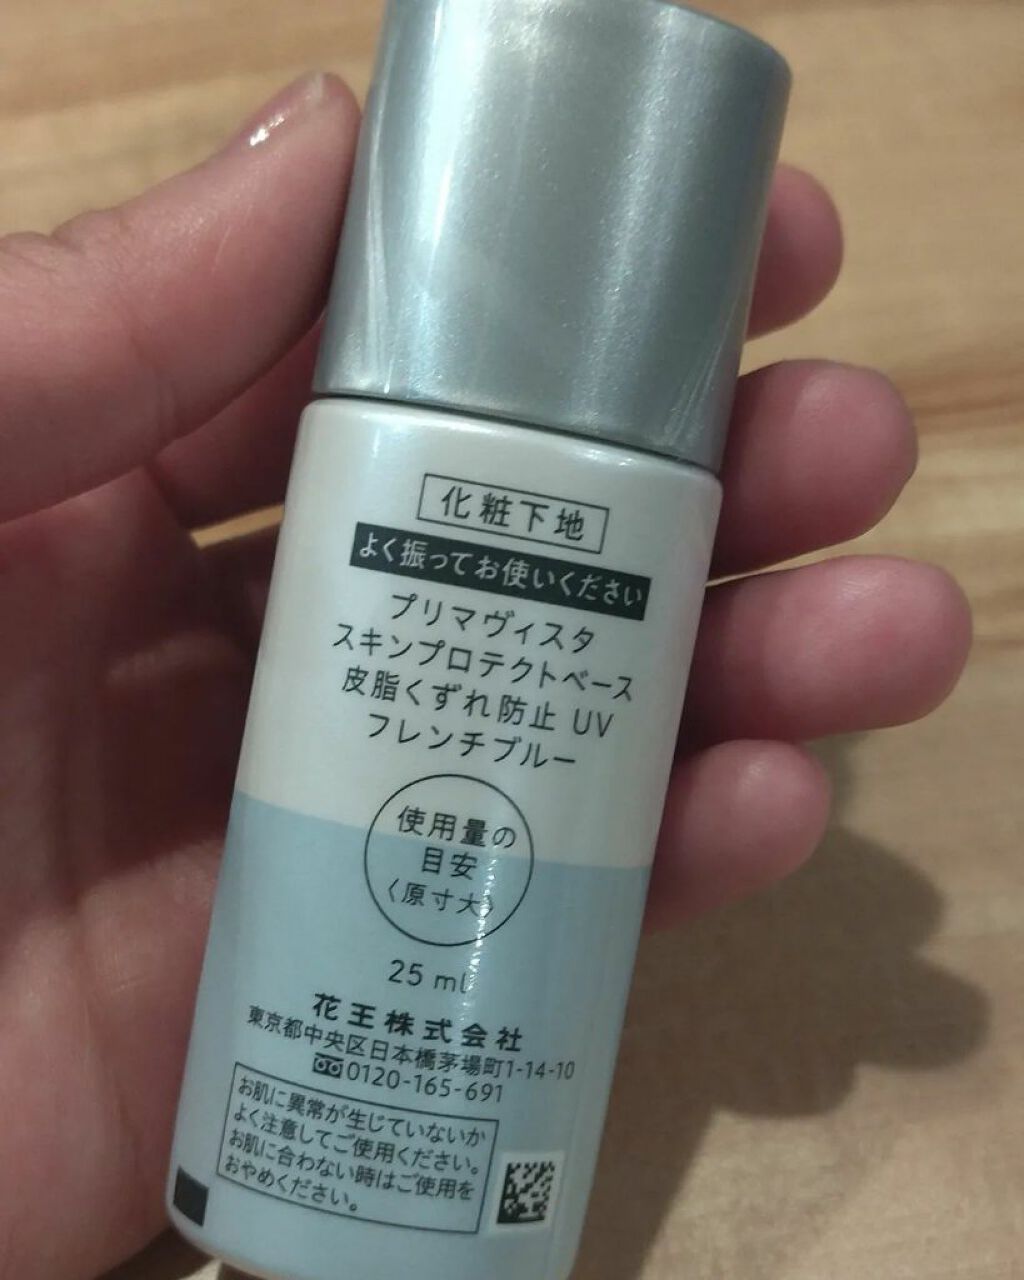 化粧下地
よく振ってお使いください
プリマヴィスタ
スキンプロテクトベース
皮脂くずれ防止 UV
フレンチブルー
使用量の
目安
〈原寸大〉
25 ml
花王株式会社
東京都中央区日本橋茅場町1-14-10
0120-165-691
お肌に異常が生じていないか
よく注意してご使用ください。
お肌に合わない時はご使用を
おやめください。